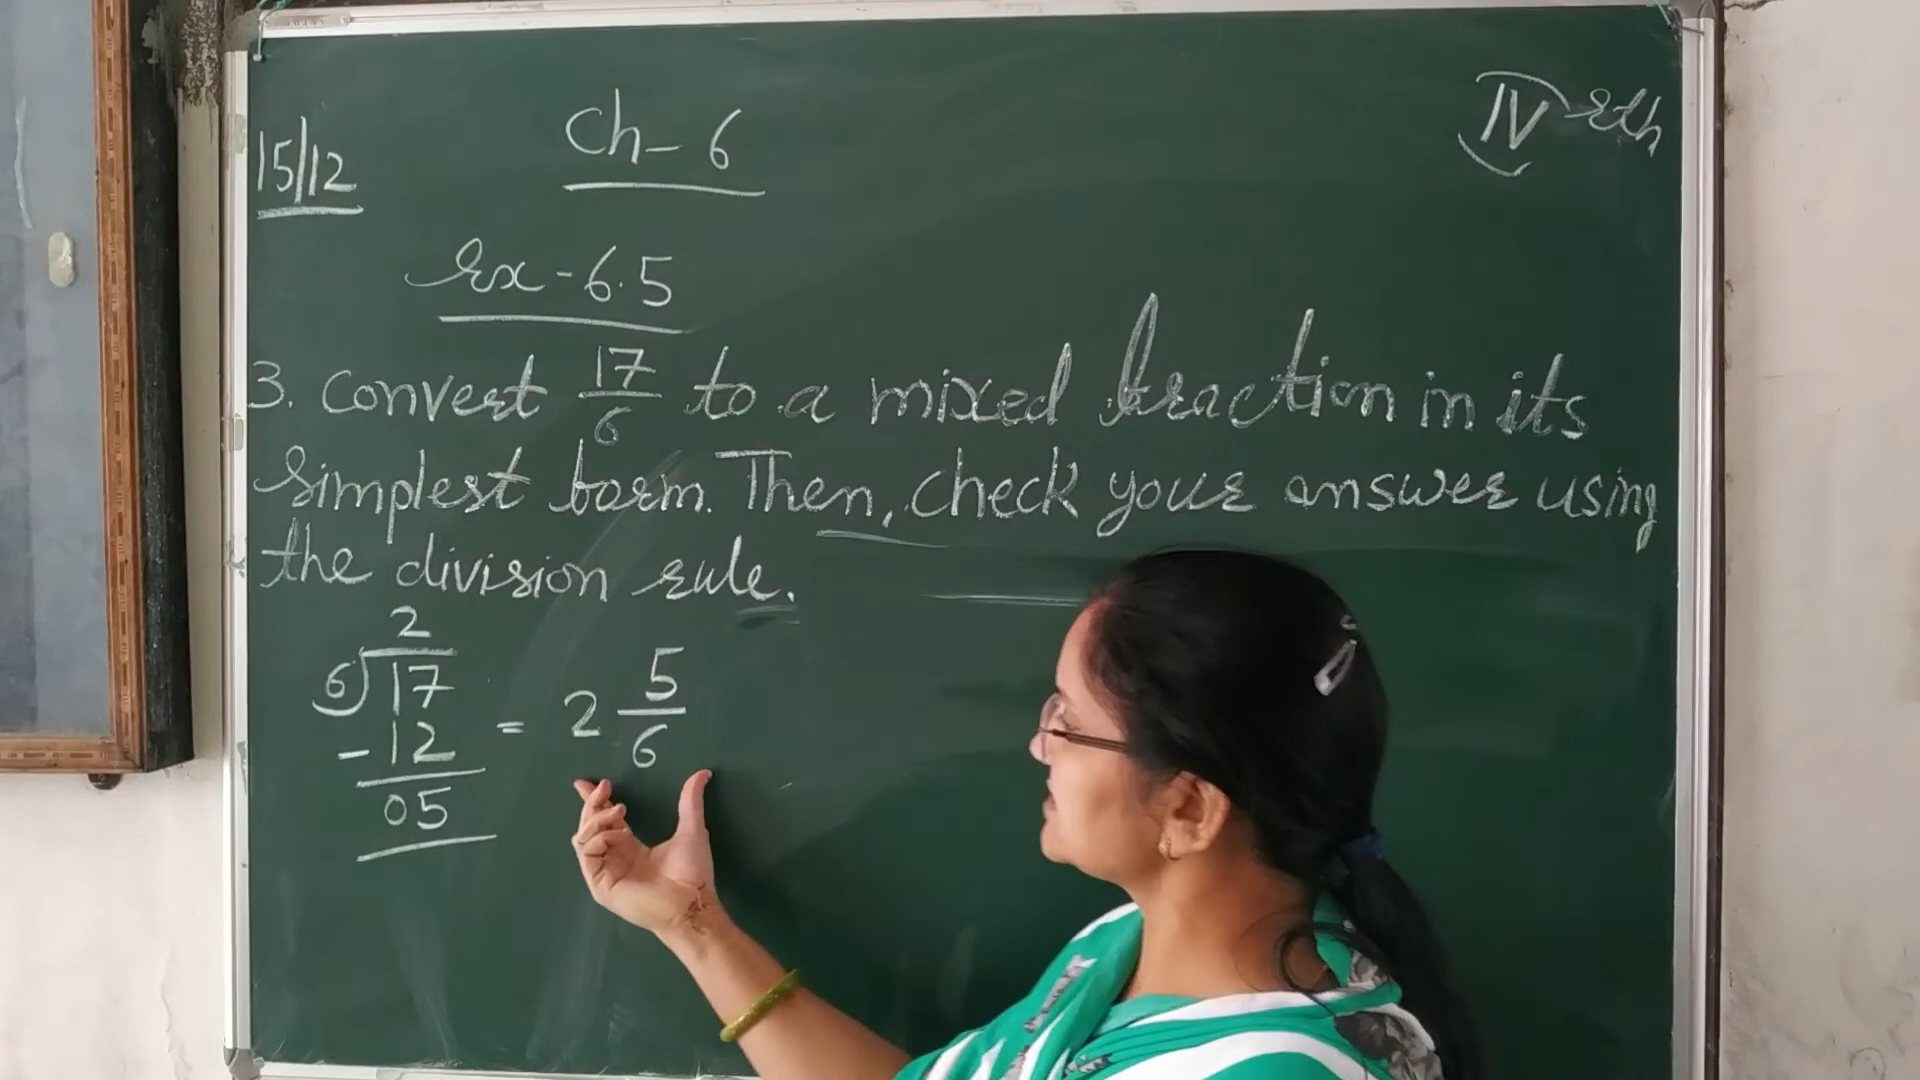 15/12
Ch - 6
IV th
Ex - 6.5
3. Convert 17/6 to a mixed fraction in its
simplest form. Then, check your answer using
the division rule.
2
6)17 = 2 5/6
-12
05